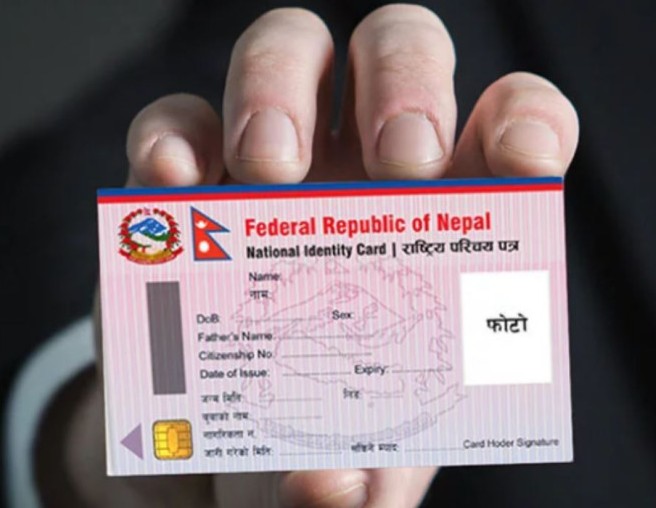 Federal Republic of Nepal
National Identity Card | राष्ट्रिय परिचय पत्र
Name:
नाम:
DoB: Sex:
Father's Name:
Citizenship No
Date of Issue: Expiry:
फोटो
जन्म मिति
बुवाको नाम:
नागरिकता न.
जारी गरेको मिति:
Card Hoder Signature